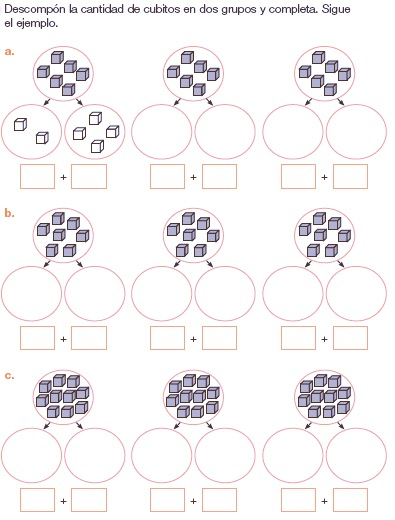 Descompón la cantidad de cubitos en dos grupos y completa. Sigue
el ejemplo.
a.
+ + +
b.
+ + +
c.
+ + +